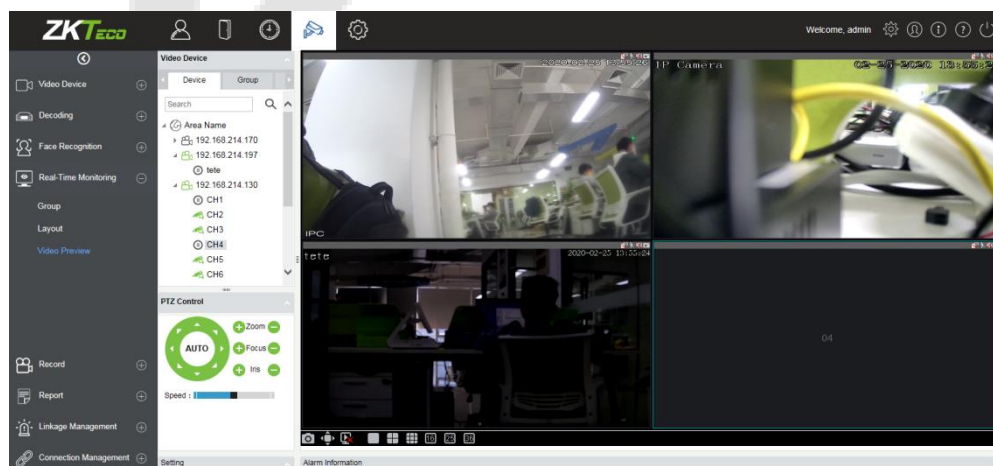 ZKTECO
Welcome, admin
Video Device
Decoding
Face Recognition
Real-Time Monitoring
Group
Layout
Video Preview
Record
Report
Linkage Management
Connection Management
Video Device
Device
Group
Search
Area Name
192.168.214.170
192.168.214.197
tete
192.168.214.130
CH1
CH2
CH3
CH4
CH5
CH6
PTZ Control
AUTO
Zoom
Focus
Iris
Speed :
Setting
IPC
IP Camera
tete
2020-02-25 13:55:24
04
Alarm Information